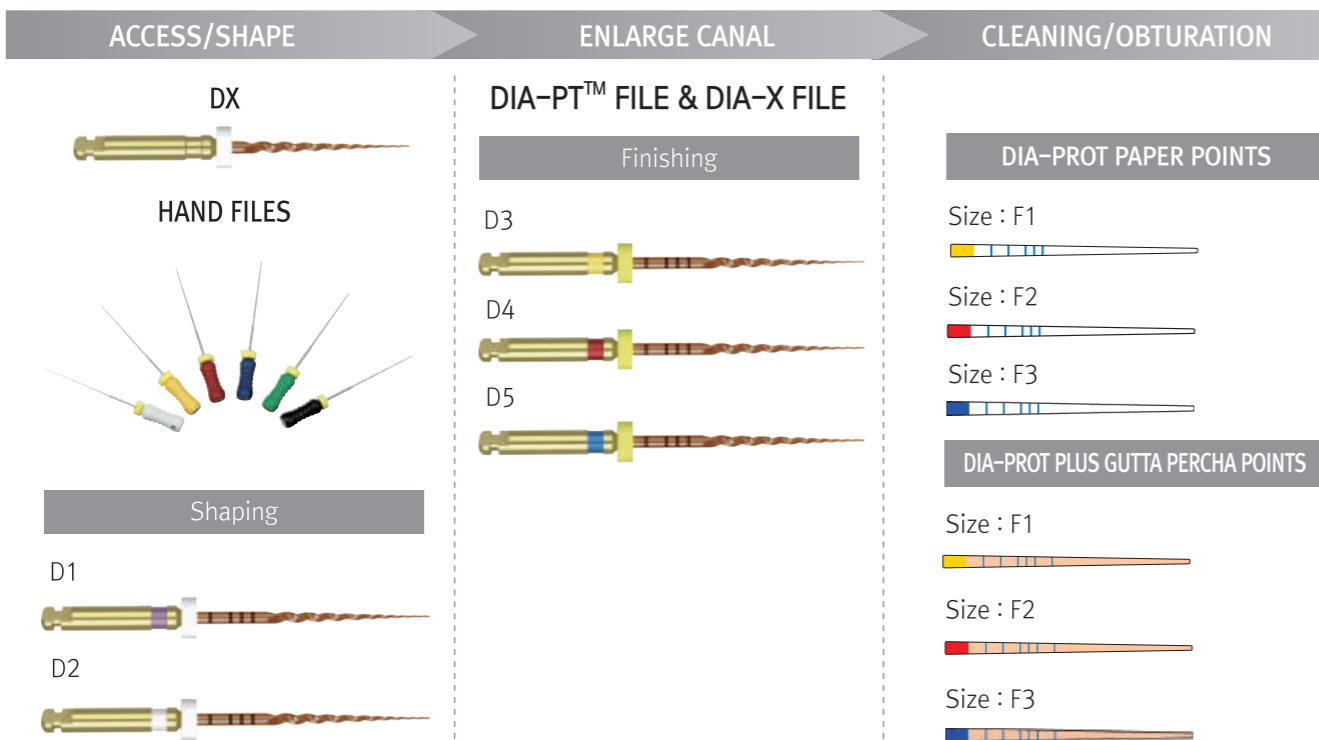 ACCESS/SHAPE
ENLARGE CANAL
CLEANING/OBTURATION
DX
HAND FILES
Shaping
D1
D2
DIA-PT™ FILE & DIA-X FILE
Finishing
D3
D4
D5
DIA-PROT PAPER POINTS
Size : F1
Size : F2
Size : F3
DIA-PROT PLUS GUTTA PERCHA POINTS
Size : F1
Size : F2
Size : F3